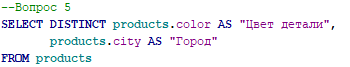 --Вопрос 5
SELECT DISTINCT products.color AS "Цвет детали",
products.city AS "Город"
FROM products